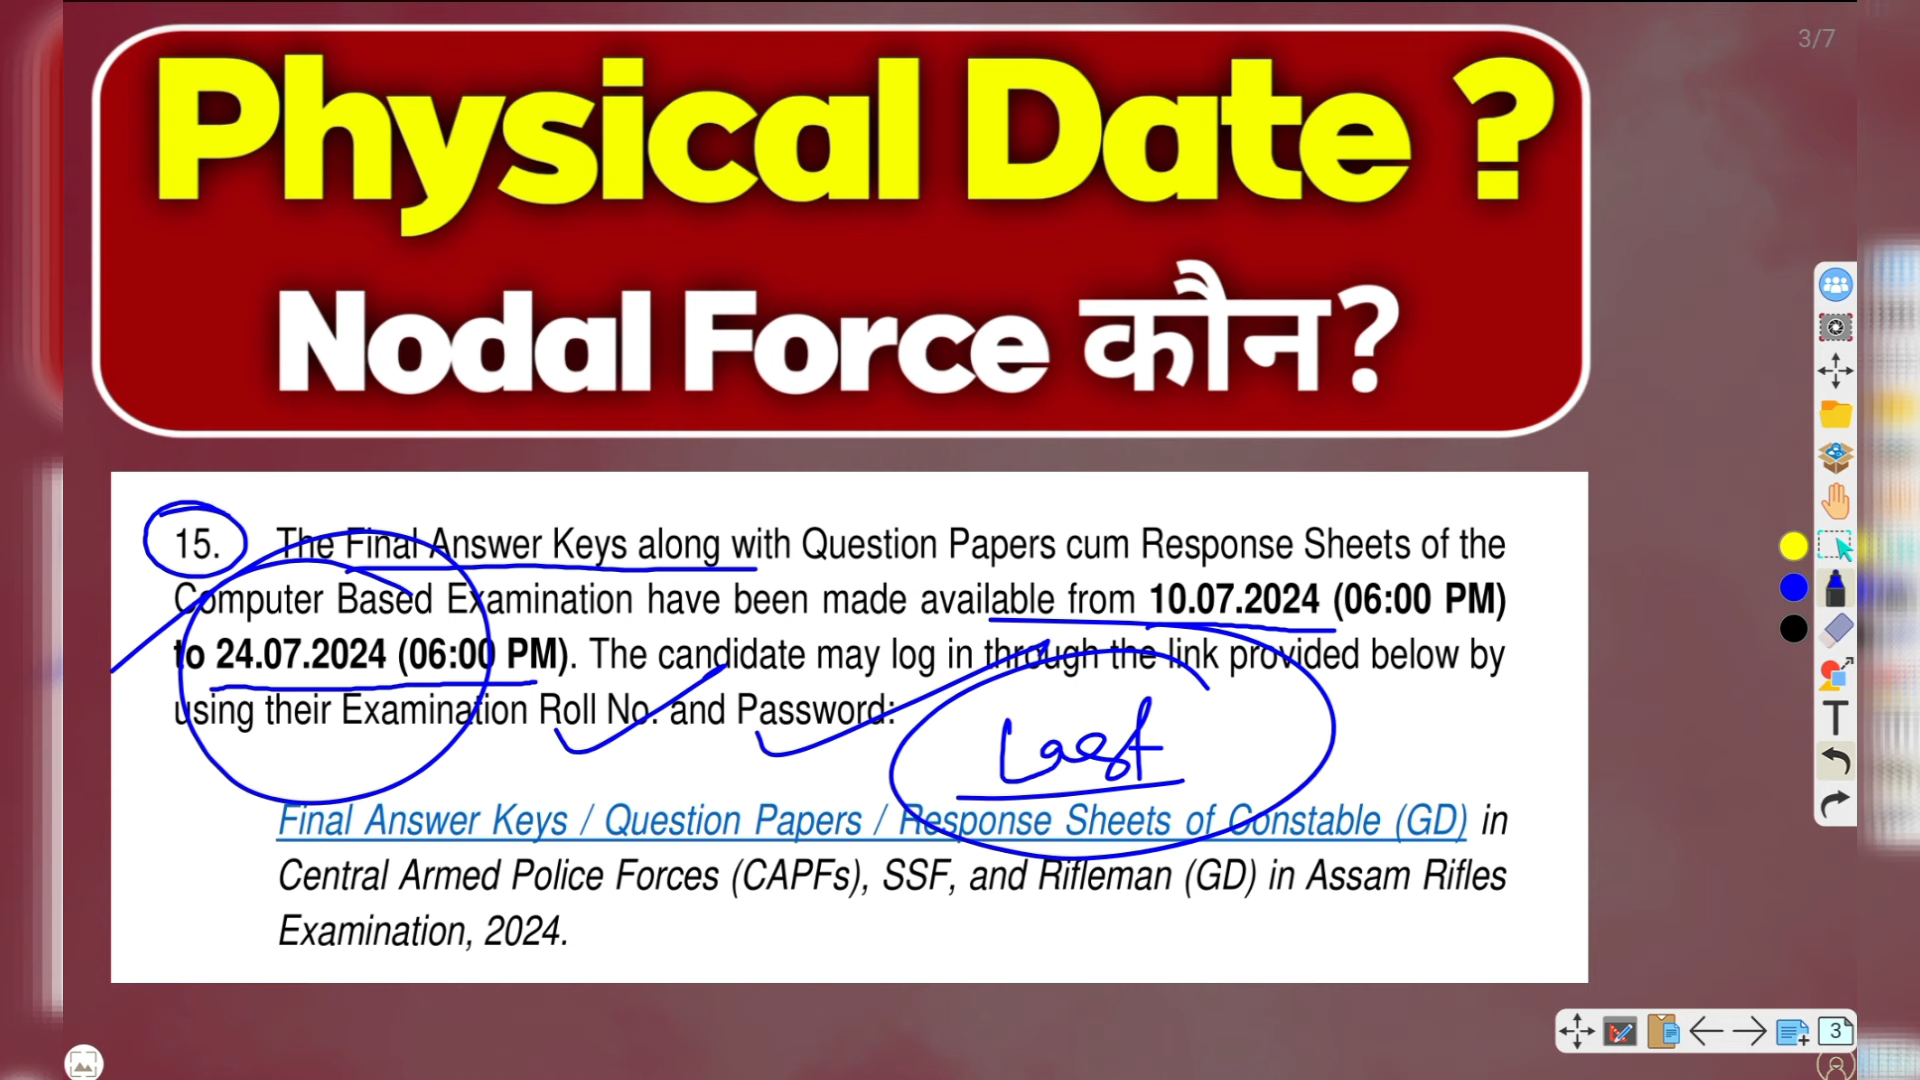 3/7
Physical Date ?
Nodal Force कौन?
15. The Final Answer Keys along with Question Papers cum Response Sheets of the
Computer Based Examination have been made available from 10.07.2024 (06:00 PM)
to 24.07.2024 (06:00 PM). The candidate may log in through the link provided below by
using their Examination Roll No. and Password:
Last
Final Answer Keys / Question Papers / Response Sheets of Constable (GD) in
Central Armed Police Forces (CAPFs), SSF, and Rifleman (GD) in Assam Rifles
Examination, 2024.
T
3